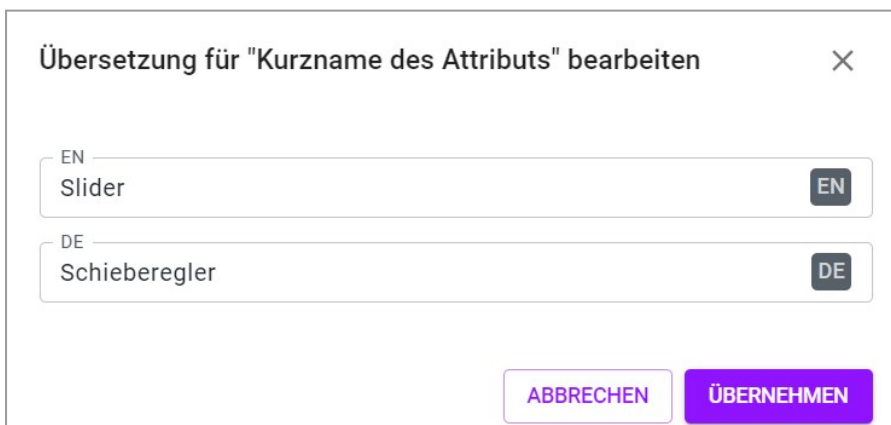 Übersetzung für "Kurzname des Attributs" bearbeiten
EN
Slider
EN
DE
Schieberegler
DE
ABBRECHEN
ÜBERNEHMEN